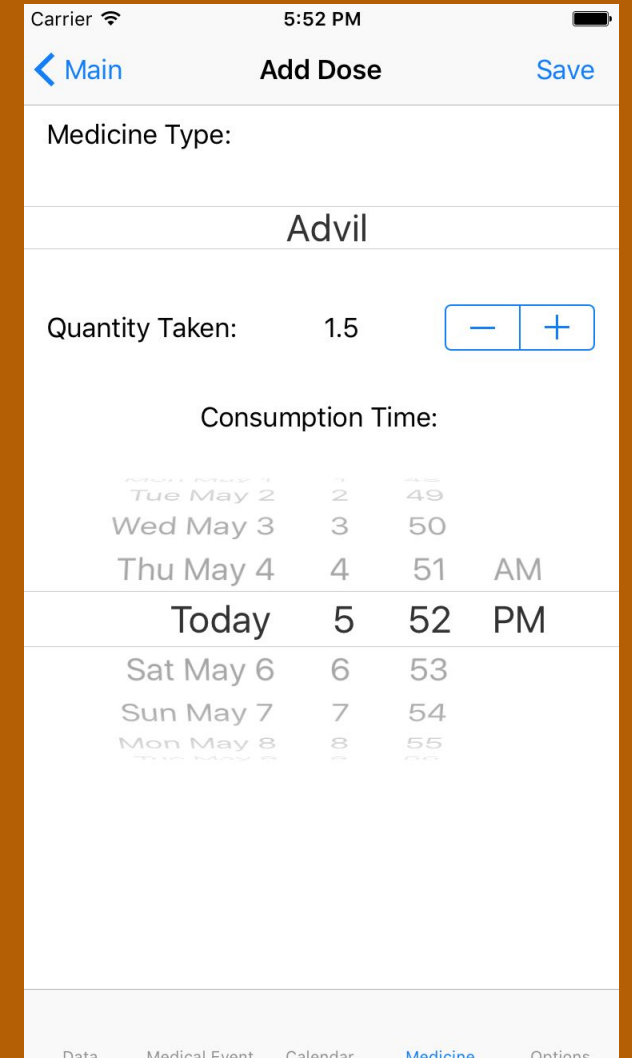 Carrier 5:52 PM
Main Add Dose Save
Medicine Type:
Advil
Quantity Taken: 1.5 − +
Consumption Time:
Tue May 2 2 49
Wed May 3 3 50
Thu May 4 4 51 AM
Today 5 52 PM
Sat May 6 6 53
Sun May 7 7 54
Mon May 8 8 55
Data Medical Event Calendar Medicine Options